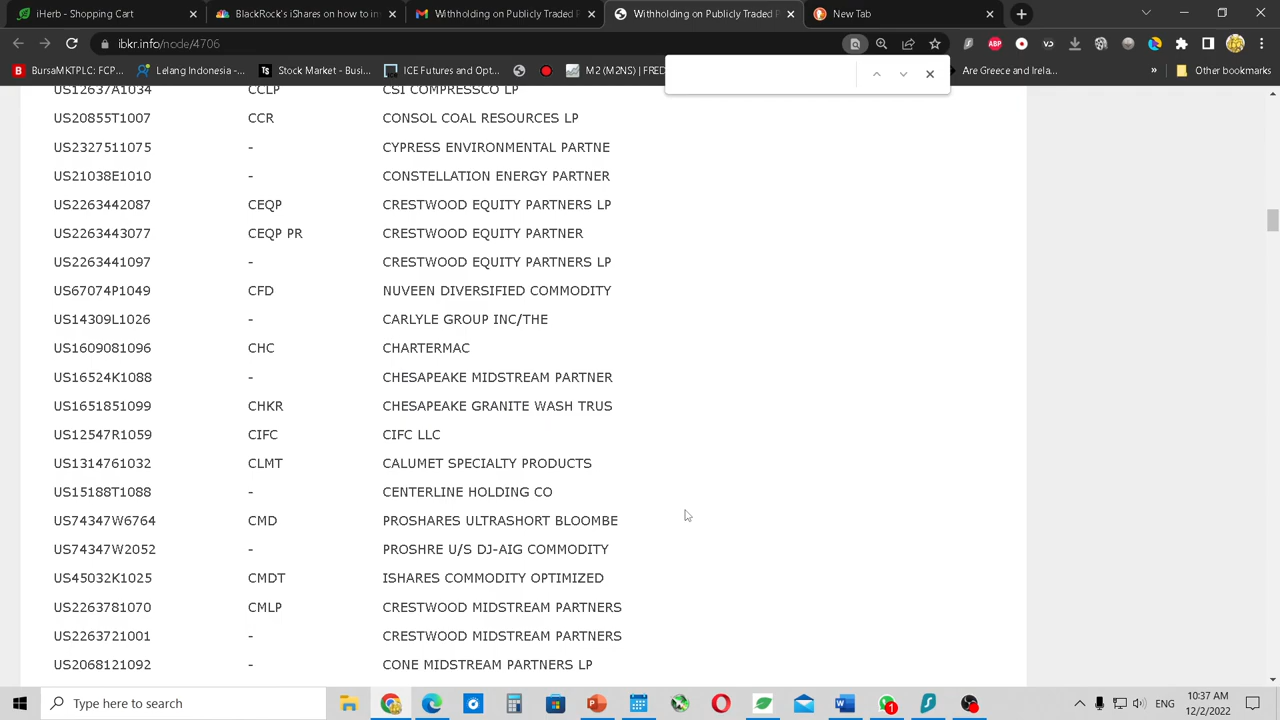 iHerb - Shopping Cart
BlackRock's iShares on how to in
Withholding on Publicly Traded P
Withholding on Publicly Traded P
New Tab
ibkr.info/node/4706
BursaMKTPLC: FCP...
Lelang Indonesia -...
Stock Market - Busi...
ICE Futures and Opt...
M2 (M2NS) | FRED
Are Greece and Irela...
»
Other bookmarks
US12637A1034 CCLP CSI COMPRESSCO LP
US20855T1007 CCR CONSOL COAL RESOURCES LP
US2327511075 - CYPRESS ENVIRONMENTAL PARTNE
US21038E1010 - CONSTELLATION ENERGY PARTNER
US2263442087 CEQP CRESTWOOD EQUITY PARTNERS LP
US2263443077 CEQP PR CRESTWOOD EQUITY PARTNER
US2263441097 - CRESTWOOD EQUITY PARTNERS LP
US67074P1049 CFD NUVEEN DIVERSIFIED COMMODITY
US14309L1026 - CARLYLE GROUP INC/THE
US1609081096 CHC CHARTERMAC
US16524K1088 - CHESAPEAKE MIDSTREAM PARTNER
US1651851099 CHKR CHESAPEAKE GRANITE WASH TRUS
US12547R1059 CIFC CIFC LLC
US1314761032 CLMT CALUMET SPECIALTY PRODUCTS
US15188T1088 - CENTERLINE HOLDING CO
US74347W6764 CMD PROSHARES ULTRASHORT BLOOMBE
US74347W2052 - PROSHRE U/S DJ-AIG COMMODITY
US45032K1025 CMDT ISHARES COMMODITY OPTIMIZED
US2263781070 CMLP CRESTWOOD MIDSTREAM PARTNERS
US2263721001 - CRESTWOOD MIDSTREAM PARTNERS
US2068121092 - CONE MIDSTREAM PARTNERS LP
Type here to search
ENG
10:37 AM
12/2/2022